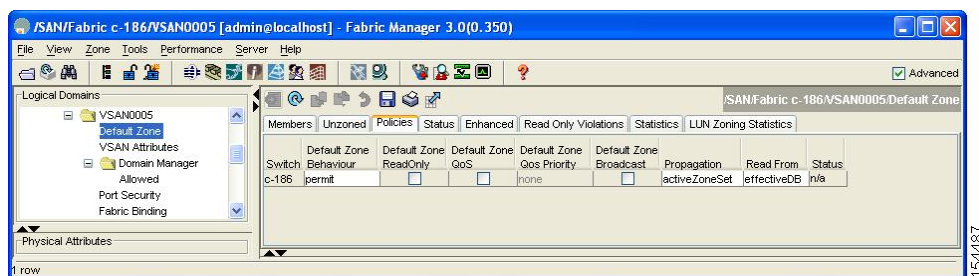 /SAN/Fabric c-186/VSAN0005 [admin@localhost] - Fabric Manager 3.0(0.350)
File View Zone Tools Performance Server Help
Advanced
Logical Domains
/SAN/Fabric c-186/VSAN0005/Default Zone
VSAN0005
Default Zone
VSAN Attributes
Domain Manager
Allowed
Port Security
Fabric Binding
Physical Attributes
Members Unzoned Policies Status Enhanced Read Only Violations Statistics LUN Zoning Statistics
Default Zone Default Zone Default Zone Default Zone Default Zone
Switch Behaviour ReadOnly QoS Qos Priority Broadcast Propagation Read From Status
c-186 permit none activeZoneSet effectiveDB n/a
1 row
154487